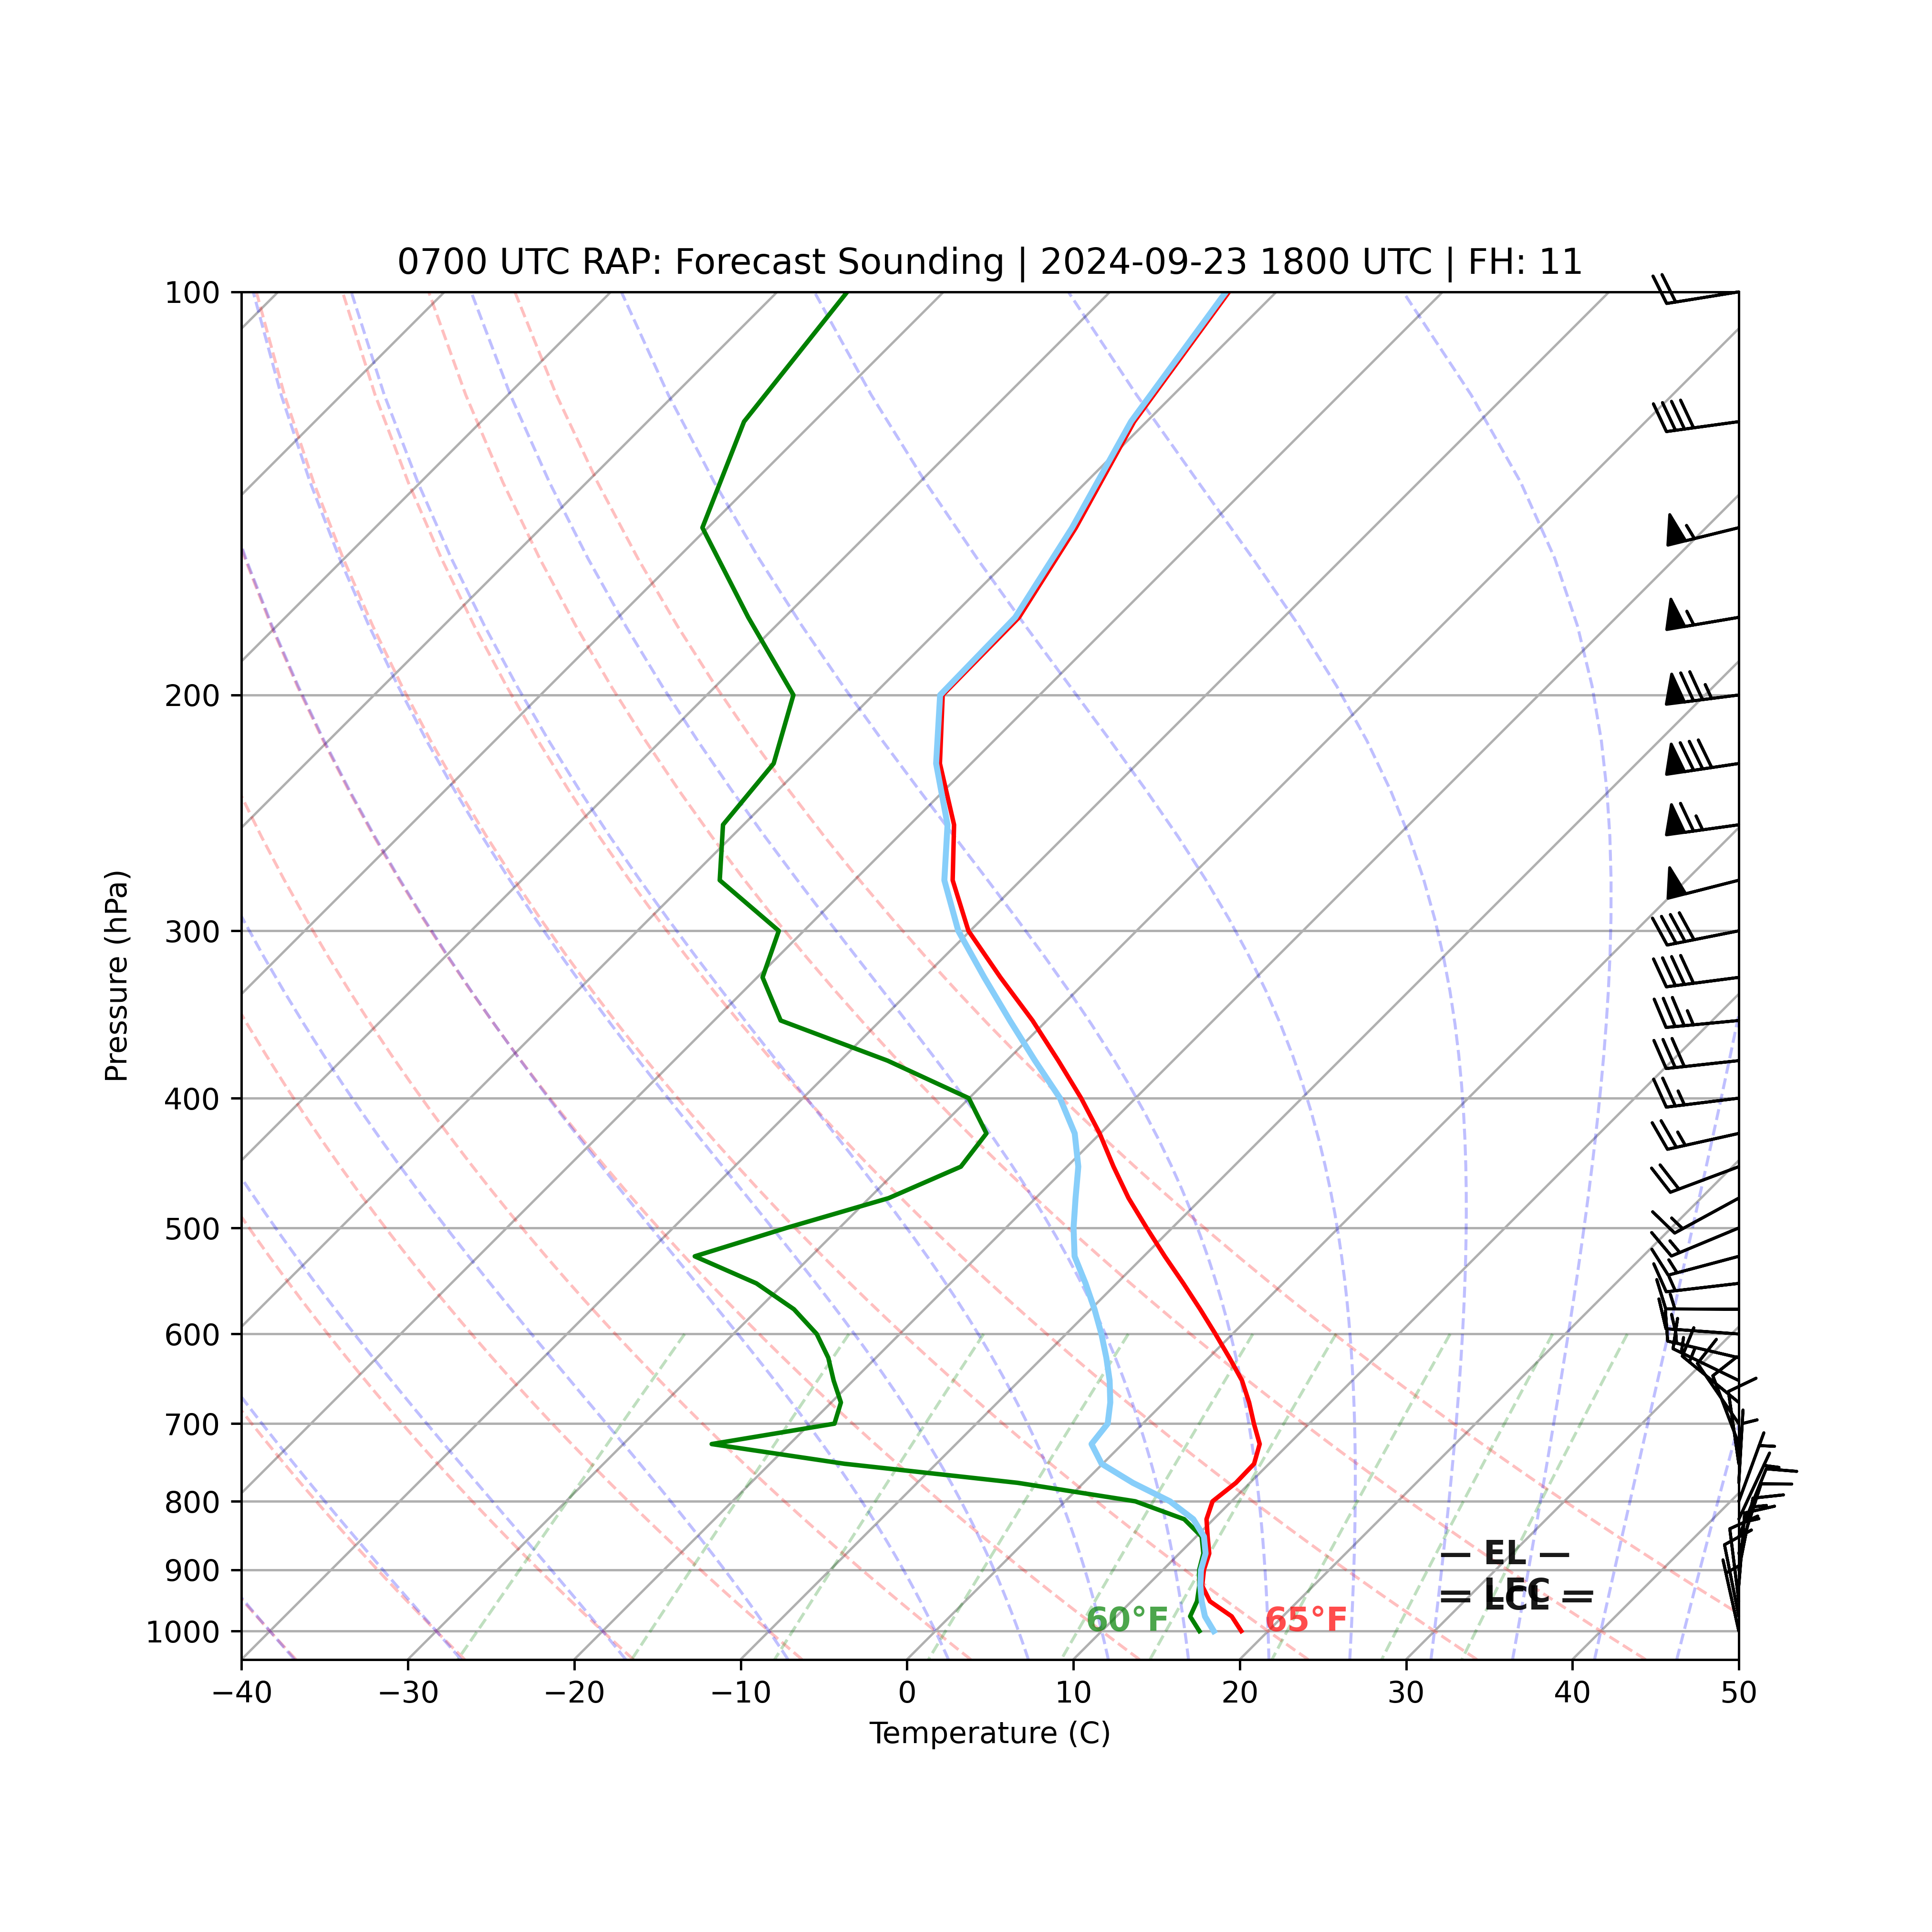 0700 UTC RAP: Forecast Sounding | 2024-09-23 1800 UTC | FH: 11
100
200
300
400
500
600
700
800
900
1000
Pressure (hPa)
— EL —
60°F
65°F
−40 −30 −20 −10 0 10 20 30 40 50
Temperature (C)